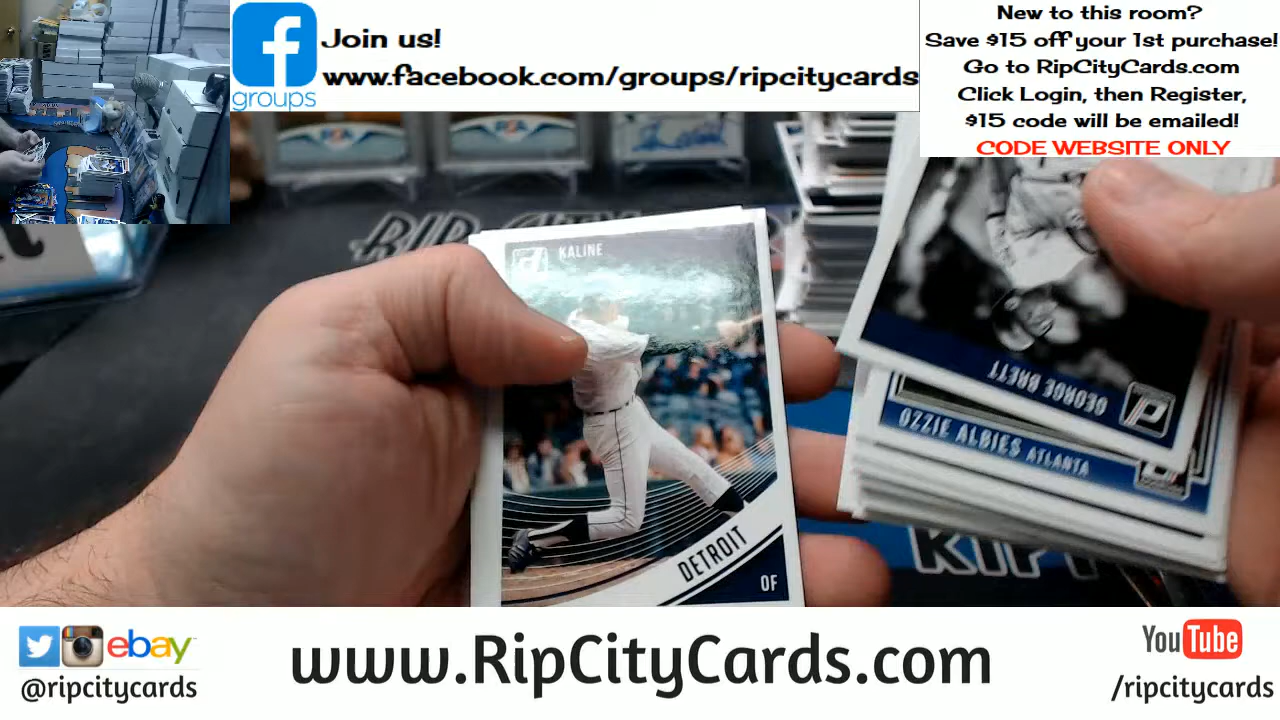 Join us!
www.facebook.com/groups/ripcitycards
groups
New to this room?
Save $15 off your 1st purchase!
Go to RipCityCards.com
Click Login, then Register,
$15 code will be emailed!
CODE WEBSITE ONLY
KALINE
DETROIT
OF
GEORGE BRETT
OZZIE ALBIES ATLANTA
ebay
@ripcitycards
www.RipCityCards.com
YouTube
/ripcitycards